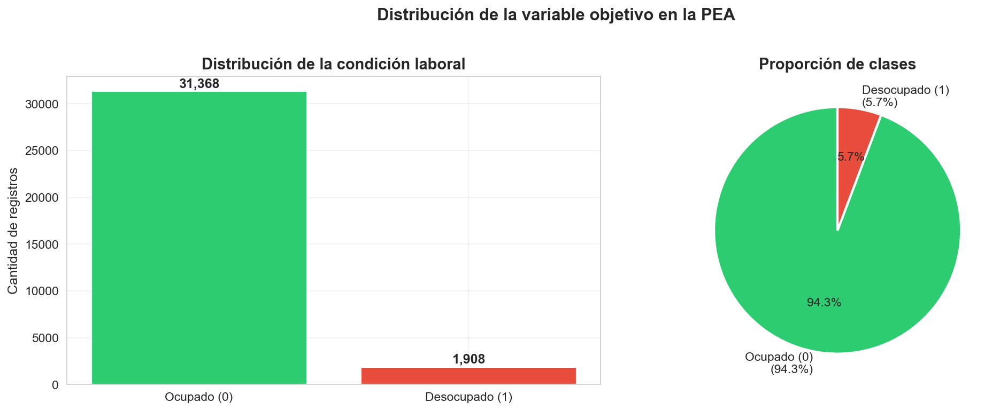 Distribución de la variable objetivo en la PEA
Distribución de la condición laboral
Cantidad de registros
30000
25000
20000
15000
10000
5000
0
31,368
1,908
Ocupado (0)
Desocupado (1)
Proporción de clases
Desocupado (1)
(5.7%)
5.7%
94.3%
Ocupado (0)
(94.3%)